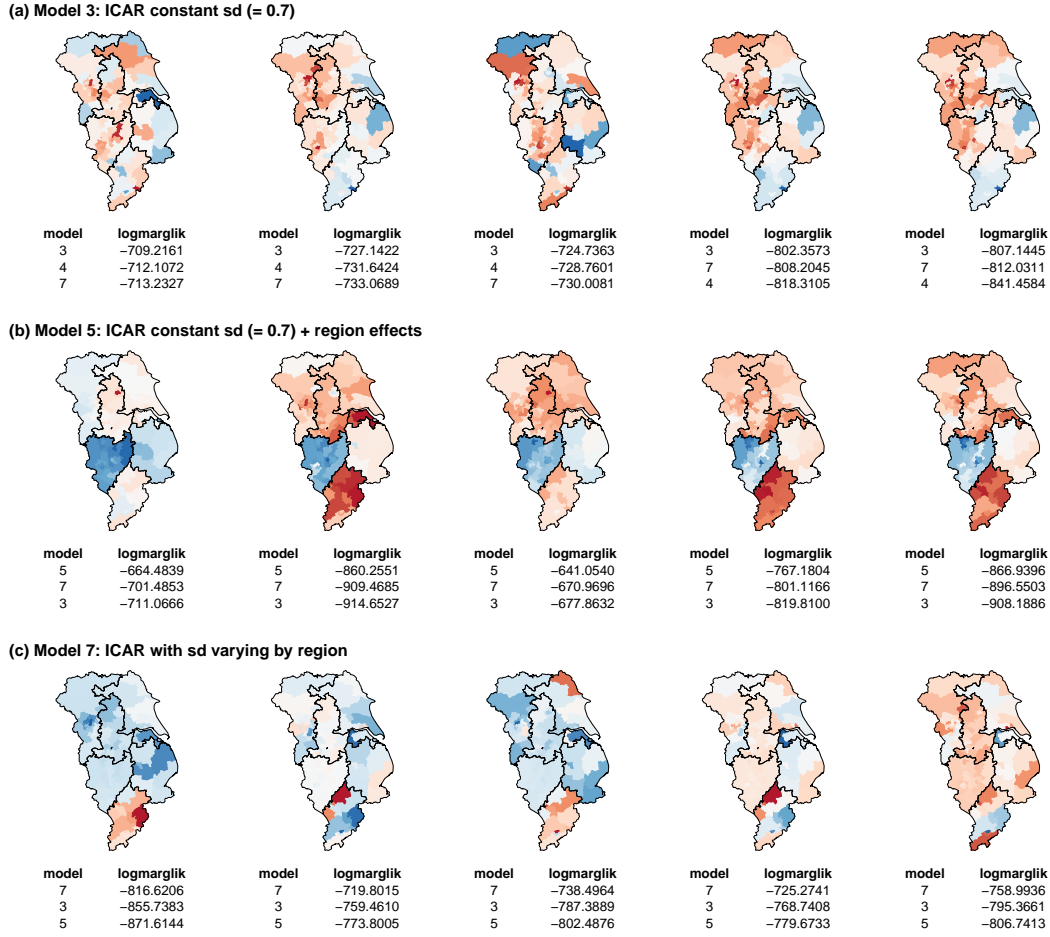 (a) Model 3: ICAR constant sd (= 0.7)
model logmarglik model logmarglik model logmarglik model logmarglik model logmarglik
3 −709.2161 3 −727.1422 3 −724.7363 3 −802.3573 3 −807.1445
4 −712.1072 4 −731.6424 4 −728.7601 7 −808.2045 7 −812.0311
7 −713.2327 7 −733.0689 7 −730.0081 4 −818.3105 4 −841.4584
(b) Model 5: ICAR constant sd (= 0.7) + region effects
model logmarglik model logmarglik model logmarglik model logmarglik model logmarglik
5 −664.4839 5 −860.2551 5 −641.0540 5 −767.1804 5 −866.9396
7 −701.4853 7 −909.4685 7 −670.9696 7 −801.1166 7 −896.5503
3 −711.0666 3 −914.6527 3 −677.8632 3 −819.8100 3 −908.1886
(c) Model 7: ICAR with sd varying by region
model logmarglik model logmarglik model logmarglik model logmarglik model logmarglik
7 −816.6206 7 −719.8015 7 −738.4964 7 −725.2741 7 −758.9936
3 −855.7383 3 −759.4610 3 −787.3889 3 −768.7408 3 −795.3661
5 −871.6144 5 −773.8005 5 −802.4876 5 −779.6733 5 −806.7413